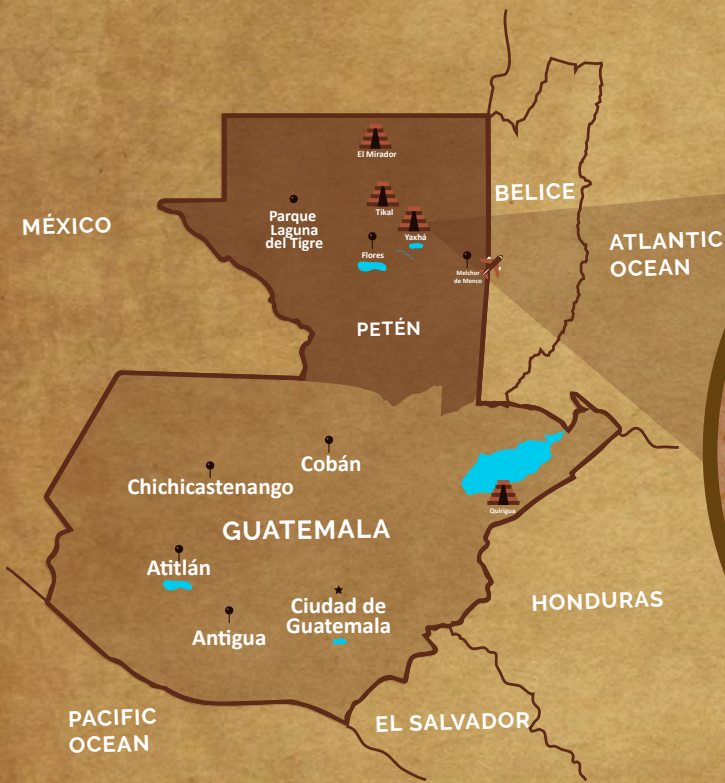 El Mirador
BELICE
Tikal
Parque
Laguna
del Tigre
MÉXICO
Yaxhá
ATLANTIC
OCEAN
Flores
Melchor
de Menco
PETÉN
Cobán
Chichicastenango
Quirigua
GUATEMALA
Atitlán
Ciudad de
Guatemala
HONDURAS
Antigua
PACIFIC
OCEAN
EL SALVADOR